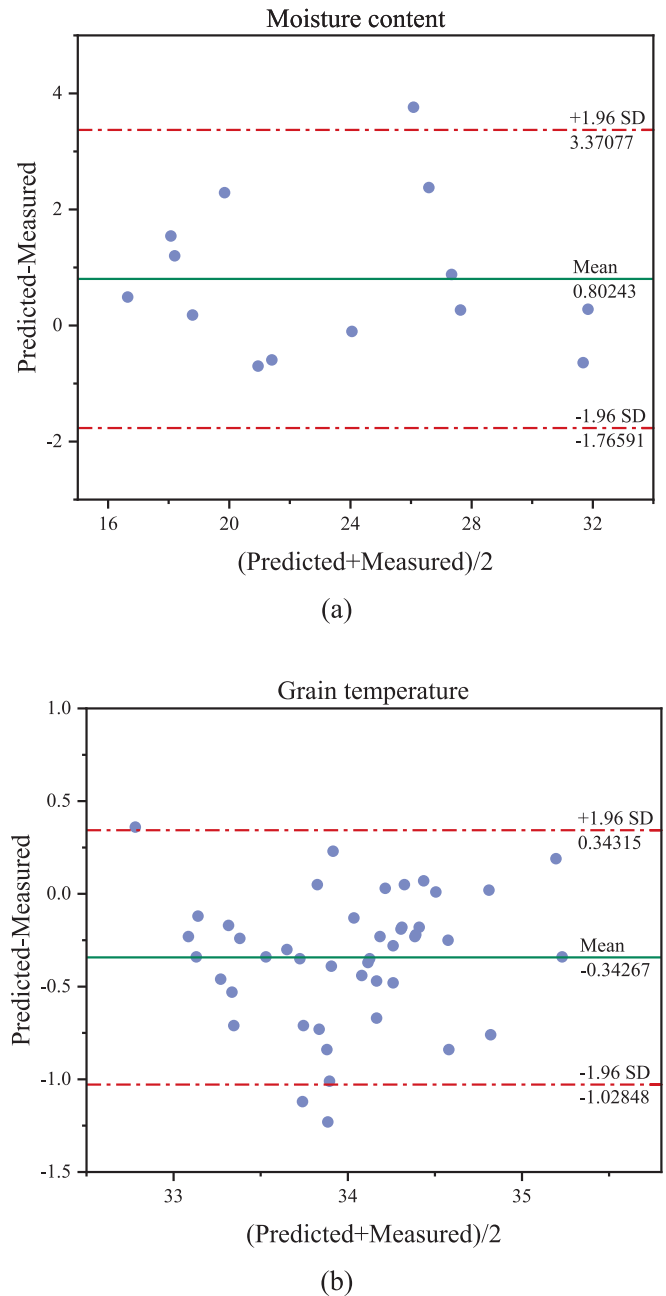 Moisture content
4
2
0
-2
Predicted-Measured
+1.96 SD
3.37077
Mean
0.80243
-1.96 SD
-1.76591
16 20 24 28 32
(Predicted+Measured)/2
(a)
Grain temperature
1.0
0.5
0.0
-0.5
-1.0
-1.5
Predicted-Measured
+1.96 SD
0.34315
Mean
-0.34267
-1.96 SD
-1.02848
33 34 35
(Predicted+Measured)/2
(b)